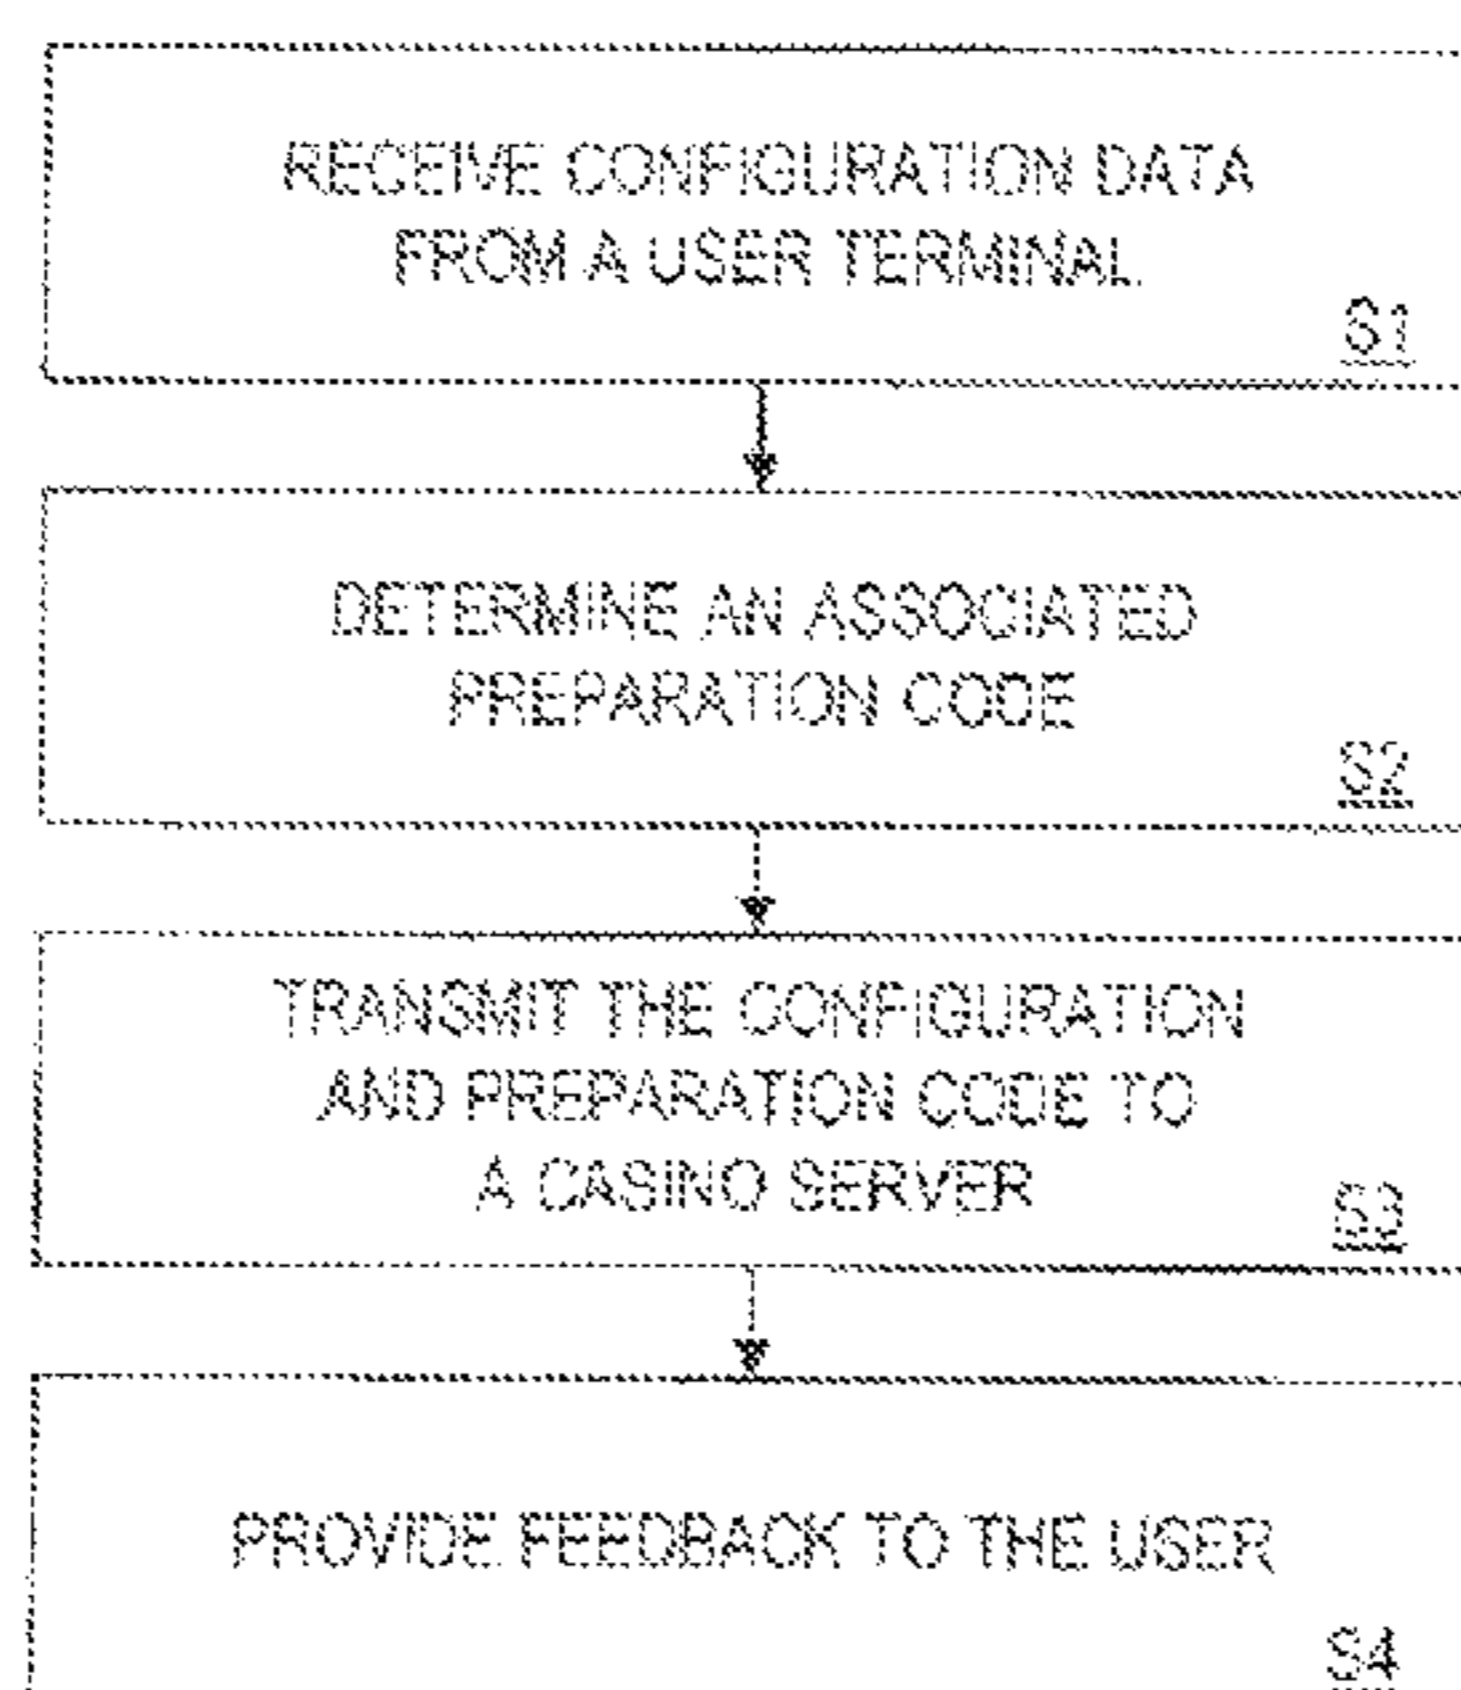 RECEIVE CONFIGURATION DATA
FROM A USER TERMINAL
S1
DETERMINE AN ASSOCIATED
PREPARATION CODE
S2
TRANSMIT THE CONFIGURATION
AND PREPARATION CODE TO
A CASINO SERVER
S3
PROVIDE FEEDBACK TO THE USER
S4